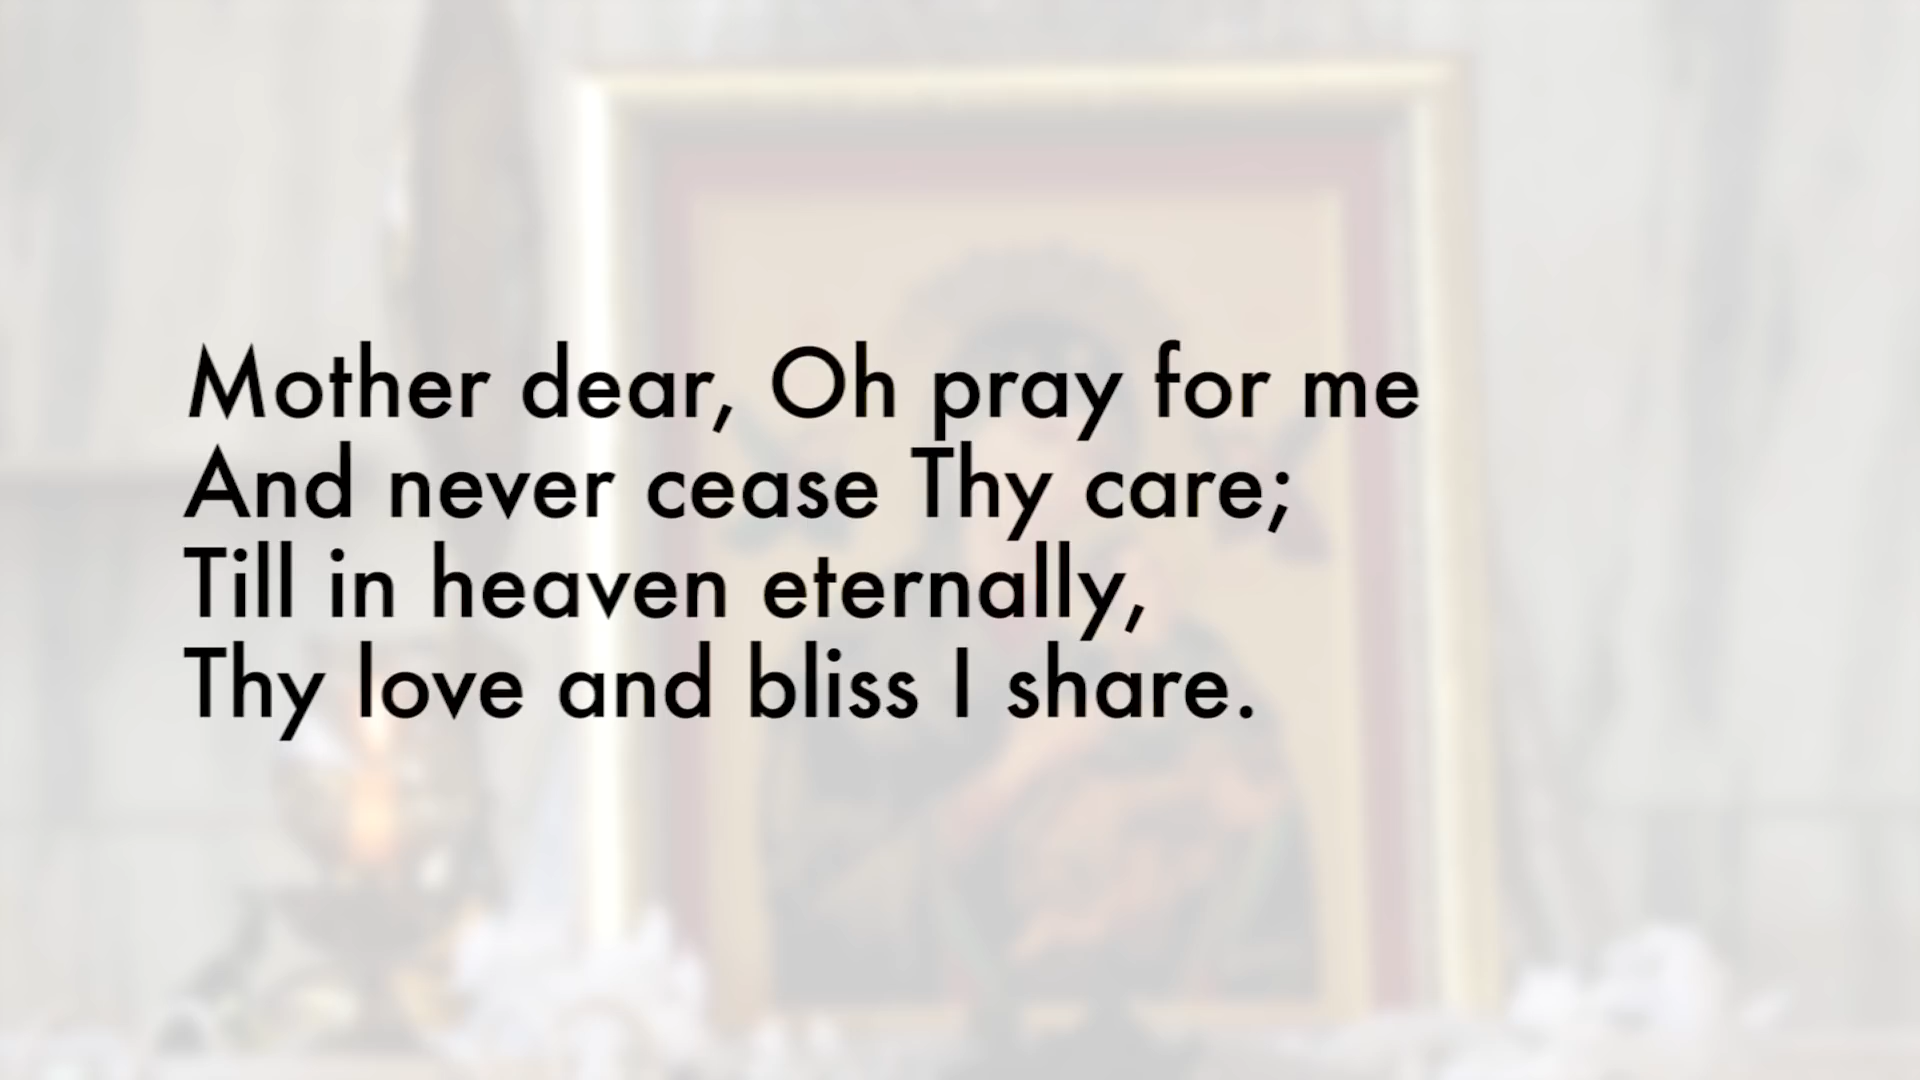 Mother dear, Oh pray for me
And never cease Thy care;
Till in heaven eternally,
Thy love and bliss I share.